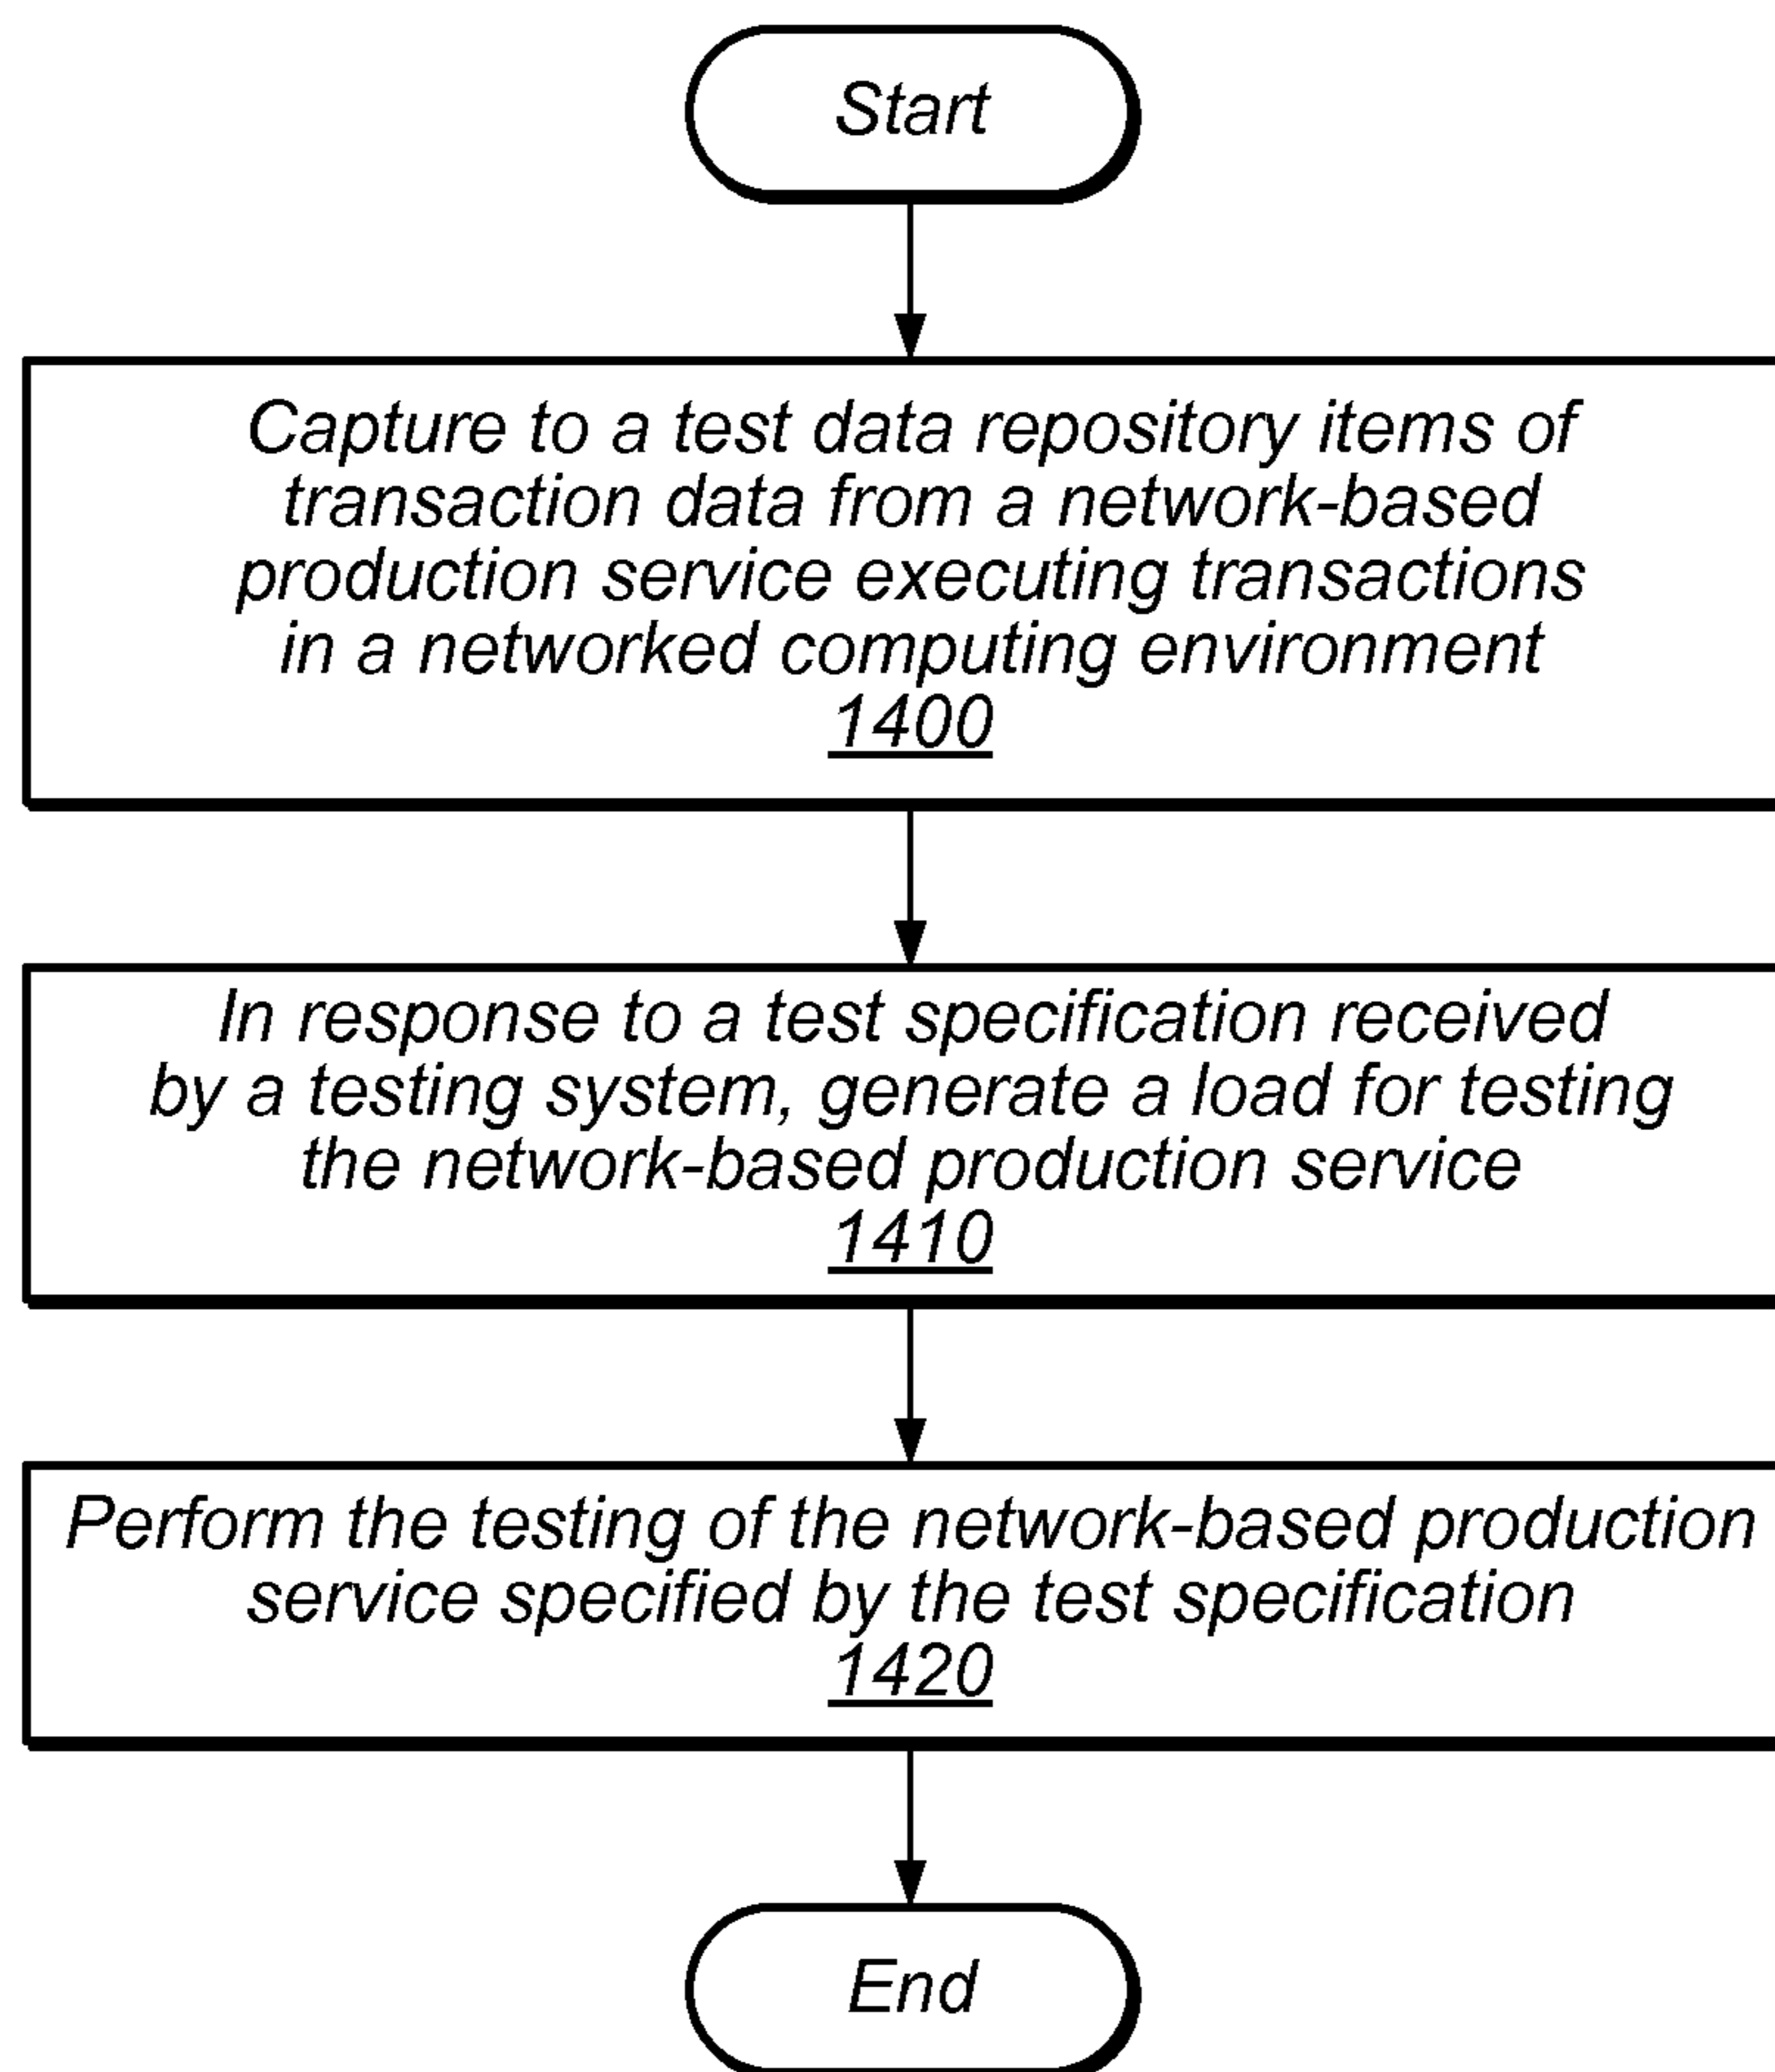 Start
Capture to a test data repository items of
transaction data from a network-based
production service executing transactions
in a networked computing environment
1400
In response to a test specification received
by a testing system, generate a load for testing
the network-based production service
1410
Perform the testing of the network-based production
service specified by the test specification
1420
End